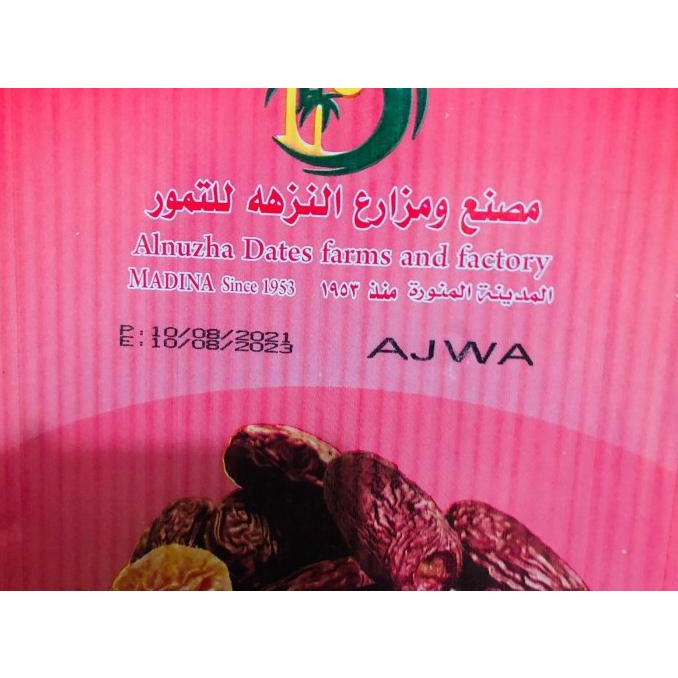 مصنع ومزارع النزهه للتمور
Alnuzha Dates farms and factory
MADINA Since 1953 المدينة المنورة منذ ١٩٥٣
P:10/08/2021
E:10/08/2023
AJWA